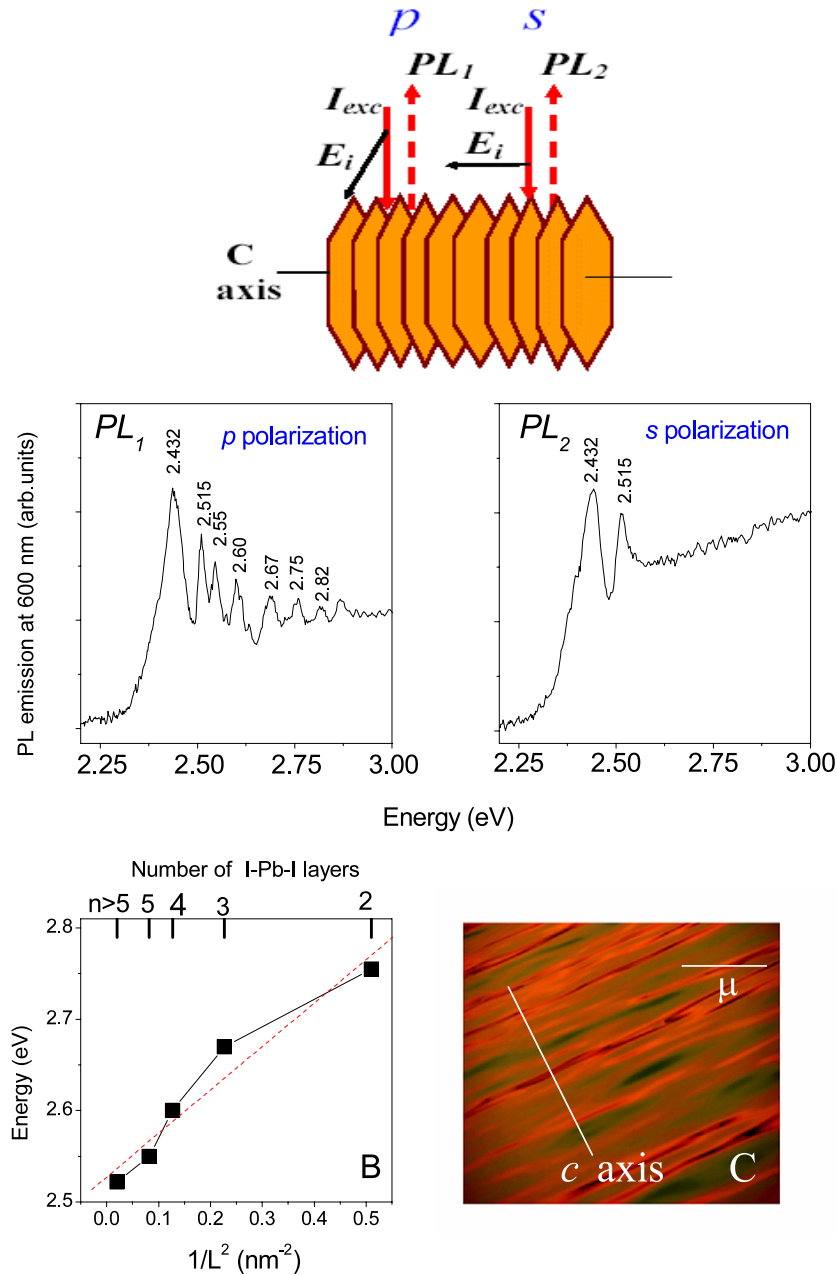 p s
PL1 PL2
Iexc Iexc
Ei Ei
C
axis
PL1 p polarization
2.432
2.515
2.55
2.60
2.67
2.75
2.82
PL2 s polarization
2.432
2.515
PL emission at 600 nm (arb.units)
2.25 2.50 2.75 3.00
2.25 2.50 2.75 3.00
Energy (eV)
Number of I-Pb-I layers
n>5 5 4 3 2
2.8
2.7
2.6
2.5
Energy (eV)
B
0.0 0.1 0.2 0.3 0.4 0.5
1/L² (nm⁻²)
μ
c axis C